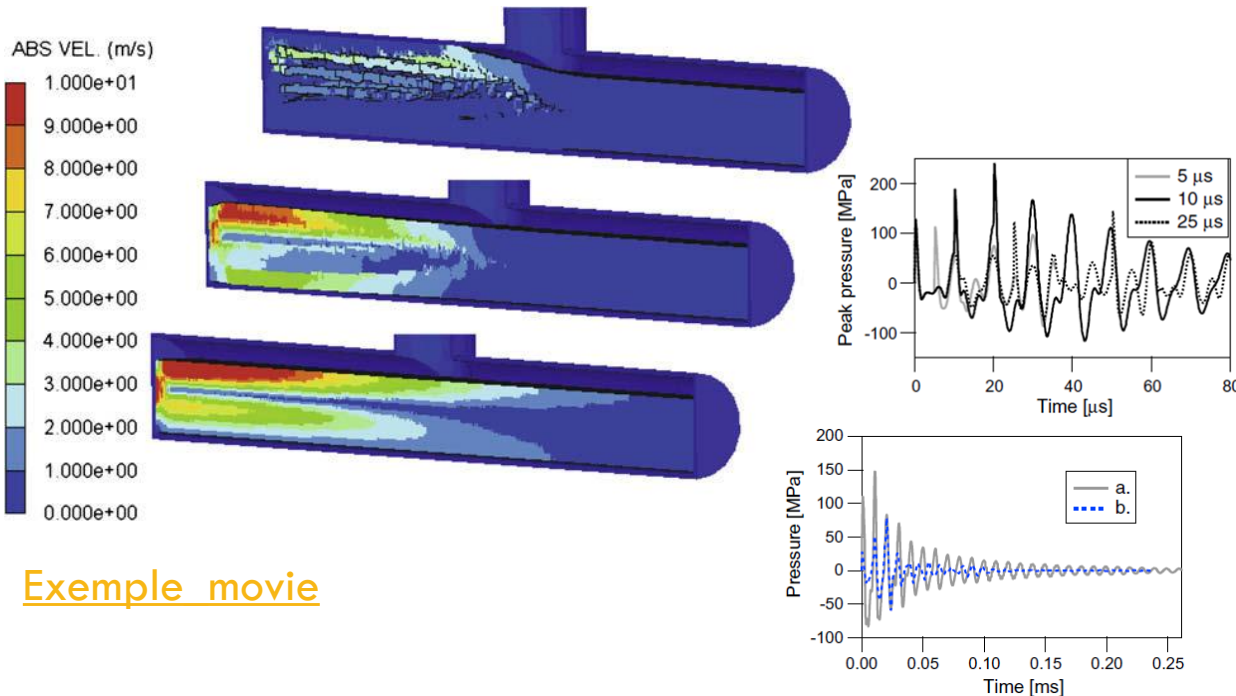 ABS VEL. (m/s)
1.000e+01
9.000e+00
8.000e+00
7.000e+00
6.000e+00
5.000e+00
4.000e+00
3.000e+00
2.000e+00
1.000e+00
0.000e+00
Exemple movie
Peak pressure [MPa]
200
100
0
-100
5 μs
10 μs
25 μs
0 20 40 60 80
Time [μs]
Pressure [MPa]
200
150
100
50
0
-50
-100
a.
b.
0.00 0.05 0.10 0.15 0.20 0.25
Time [ms]